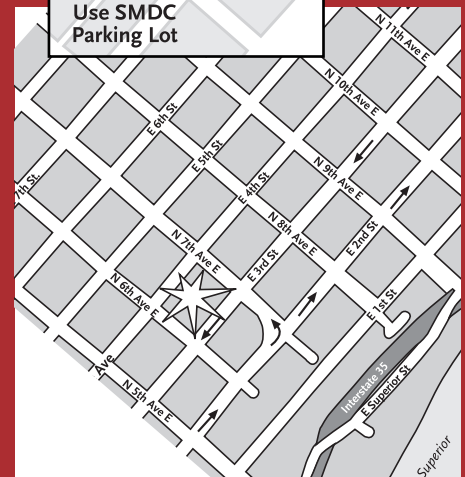 Use SMDC
Parking Lot
N 11th Ave E
N 10th Ave E
E 6th St
E 5th St
N 9th Ave E
7th St.
E 4th St
N 8th Ave E
E 2nd St
N 7th Ave E
E 3rd St
N 6th Ave E
E 1st St
Ave
Interstate 35
E Superior St
N 5th Ave E
Superior